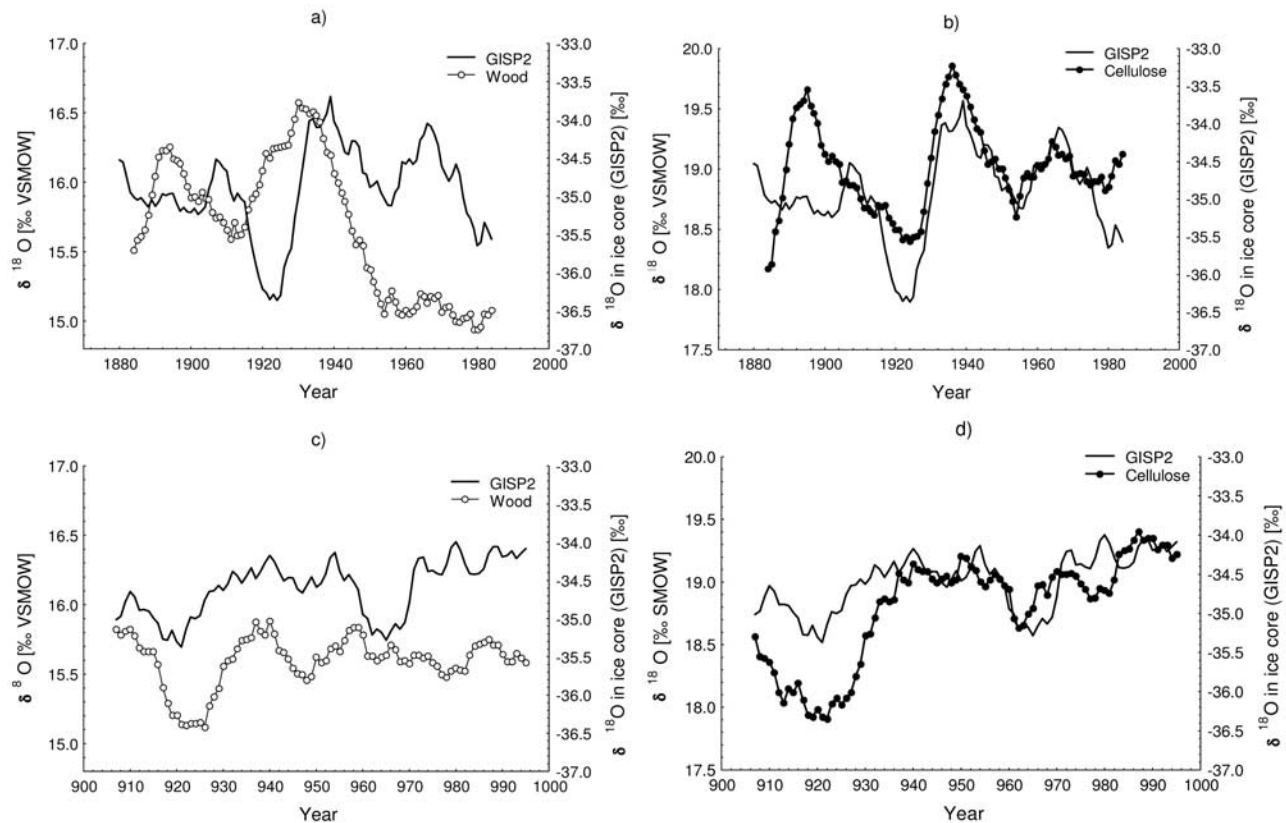 a)
17.0
16.5
16.0
15.5
15.0
δ 18 O [‰ VSMOW]
GISP2
Wood
-33.0
-33.5
-34.0
-34.5
-35.0
-35.5
-36.0
-36.5
-37.0
δ 18O in ice core (GISP2) [‰]
1880 1900 1920 1940 1960 1980 2000
Year
b)
20.0
19.5
19.0
18.5
18.0
17.5
δ 18 O [‰ VSMOW]
GISP2
Cellulose
-33.0
-33.5
-34.0
-34.5
-35.0
-35.5
-36.0
-36.5
-37.0
δ 18O in ice core (GISP2) [‰]
1880 1900 1920 1940 1960 1980 2000
Year
c)
17.0
16.5
16.0
15.5
15.0
δ 8 O [‰ VSMOW]
GISP2
Wood
-33.0
-33.5
-34.0
-34.5
-35.0
-35.5
-36.0
-36.5
-37.0
δ 18O in ice core (GISP2) [‰]
900 910 920 930 940 950 960 970 980 990 1000
Year
d)
20.0
19.5
19.0
18.5
18.0
17.5
δ 18 O [‰ SMOW]
GISP2
Cellulose
-33.0
-33.5
-34.0
-34.5
-35.0
-35.5
-36.0
-36.5
-37.0
δ 18O in ice core (GISP2) [‰]
900 910 920 930 940 950 960 970 980 990 1000
Year